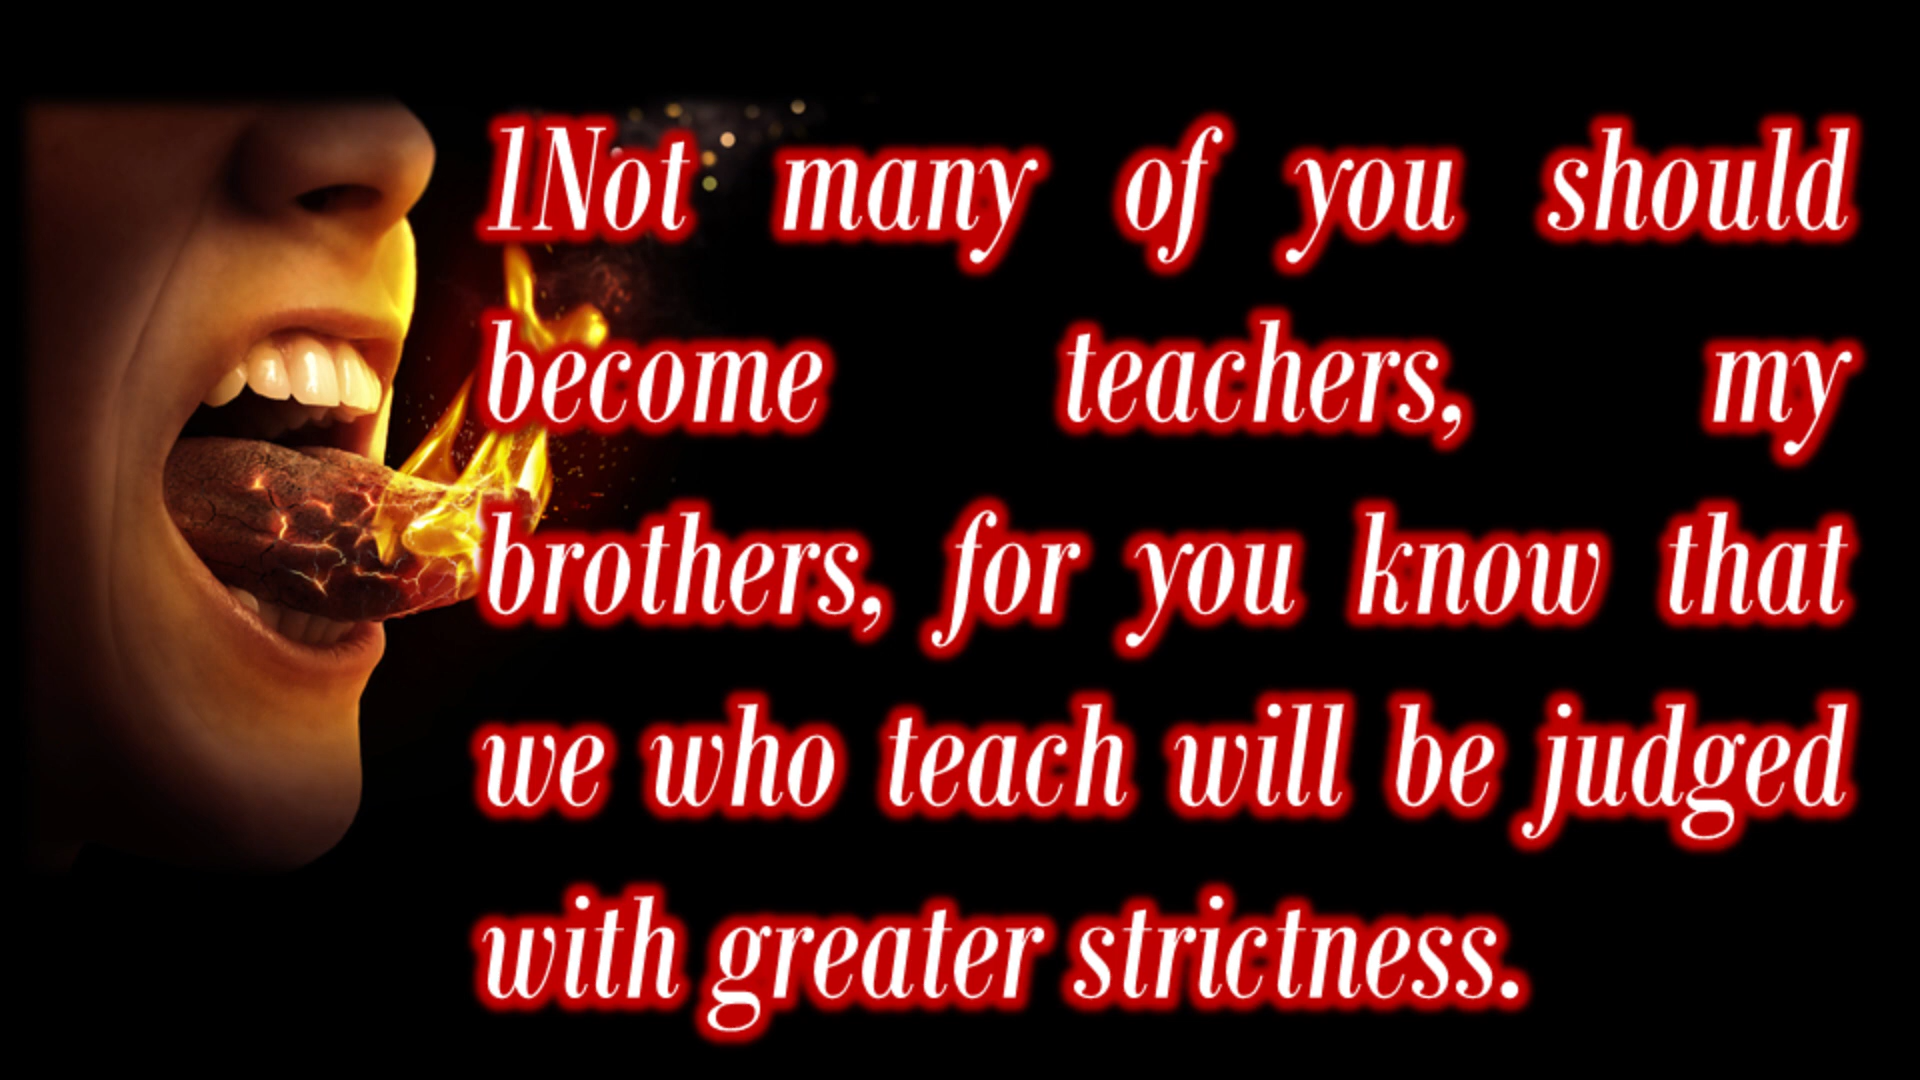 1Not many of you should
become teachers, my
brothers, for you know that
we who teach will be judged
with greater strictness.